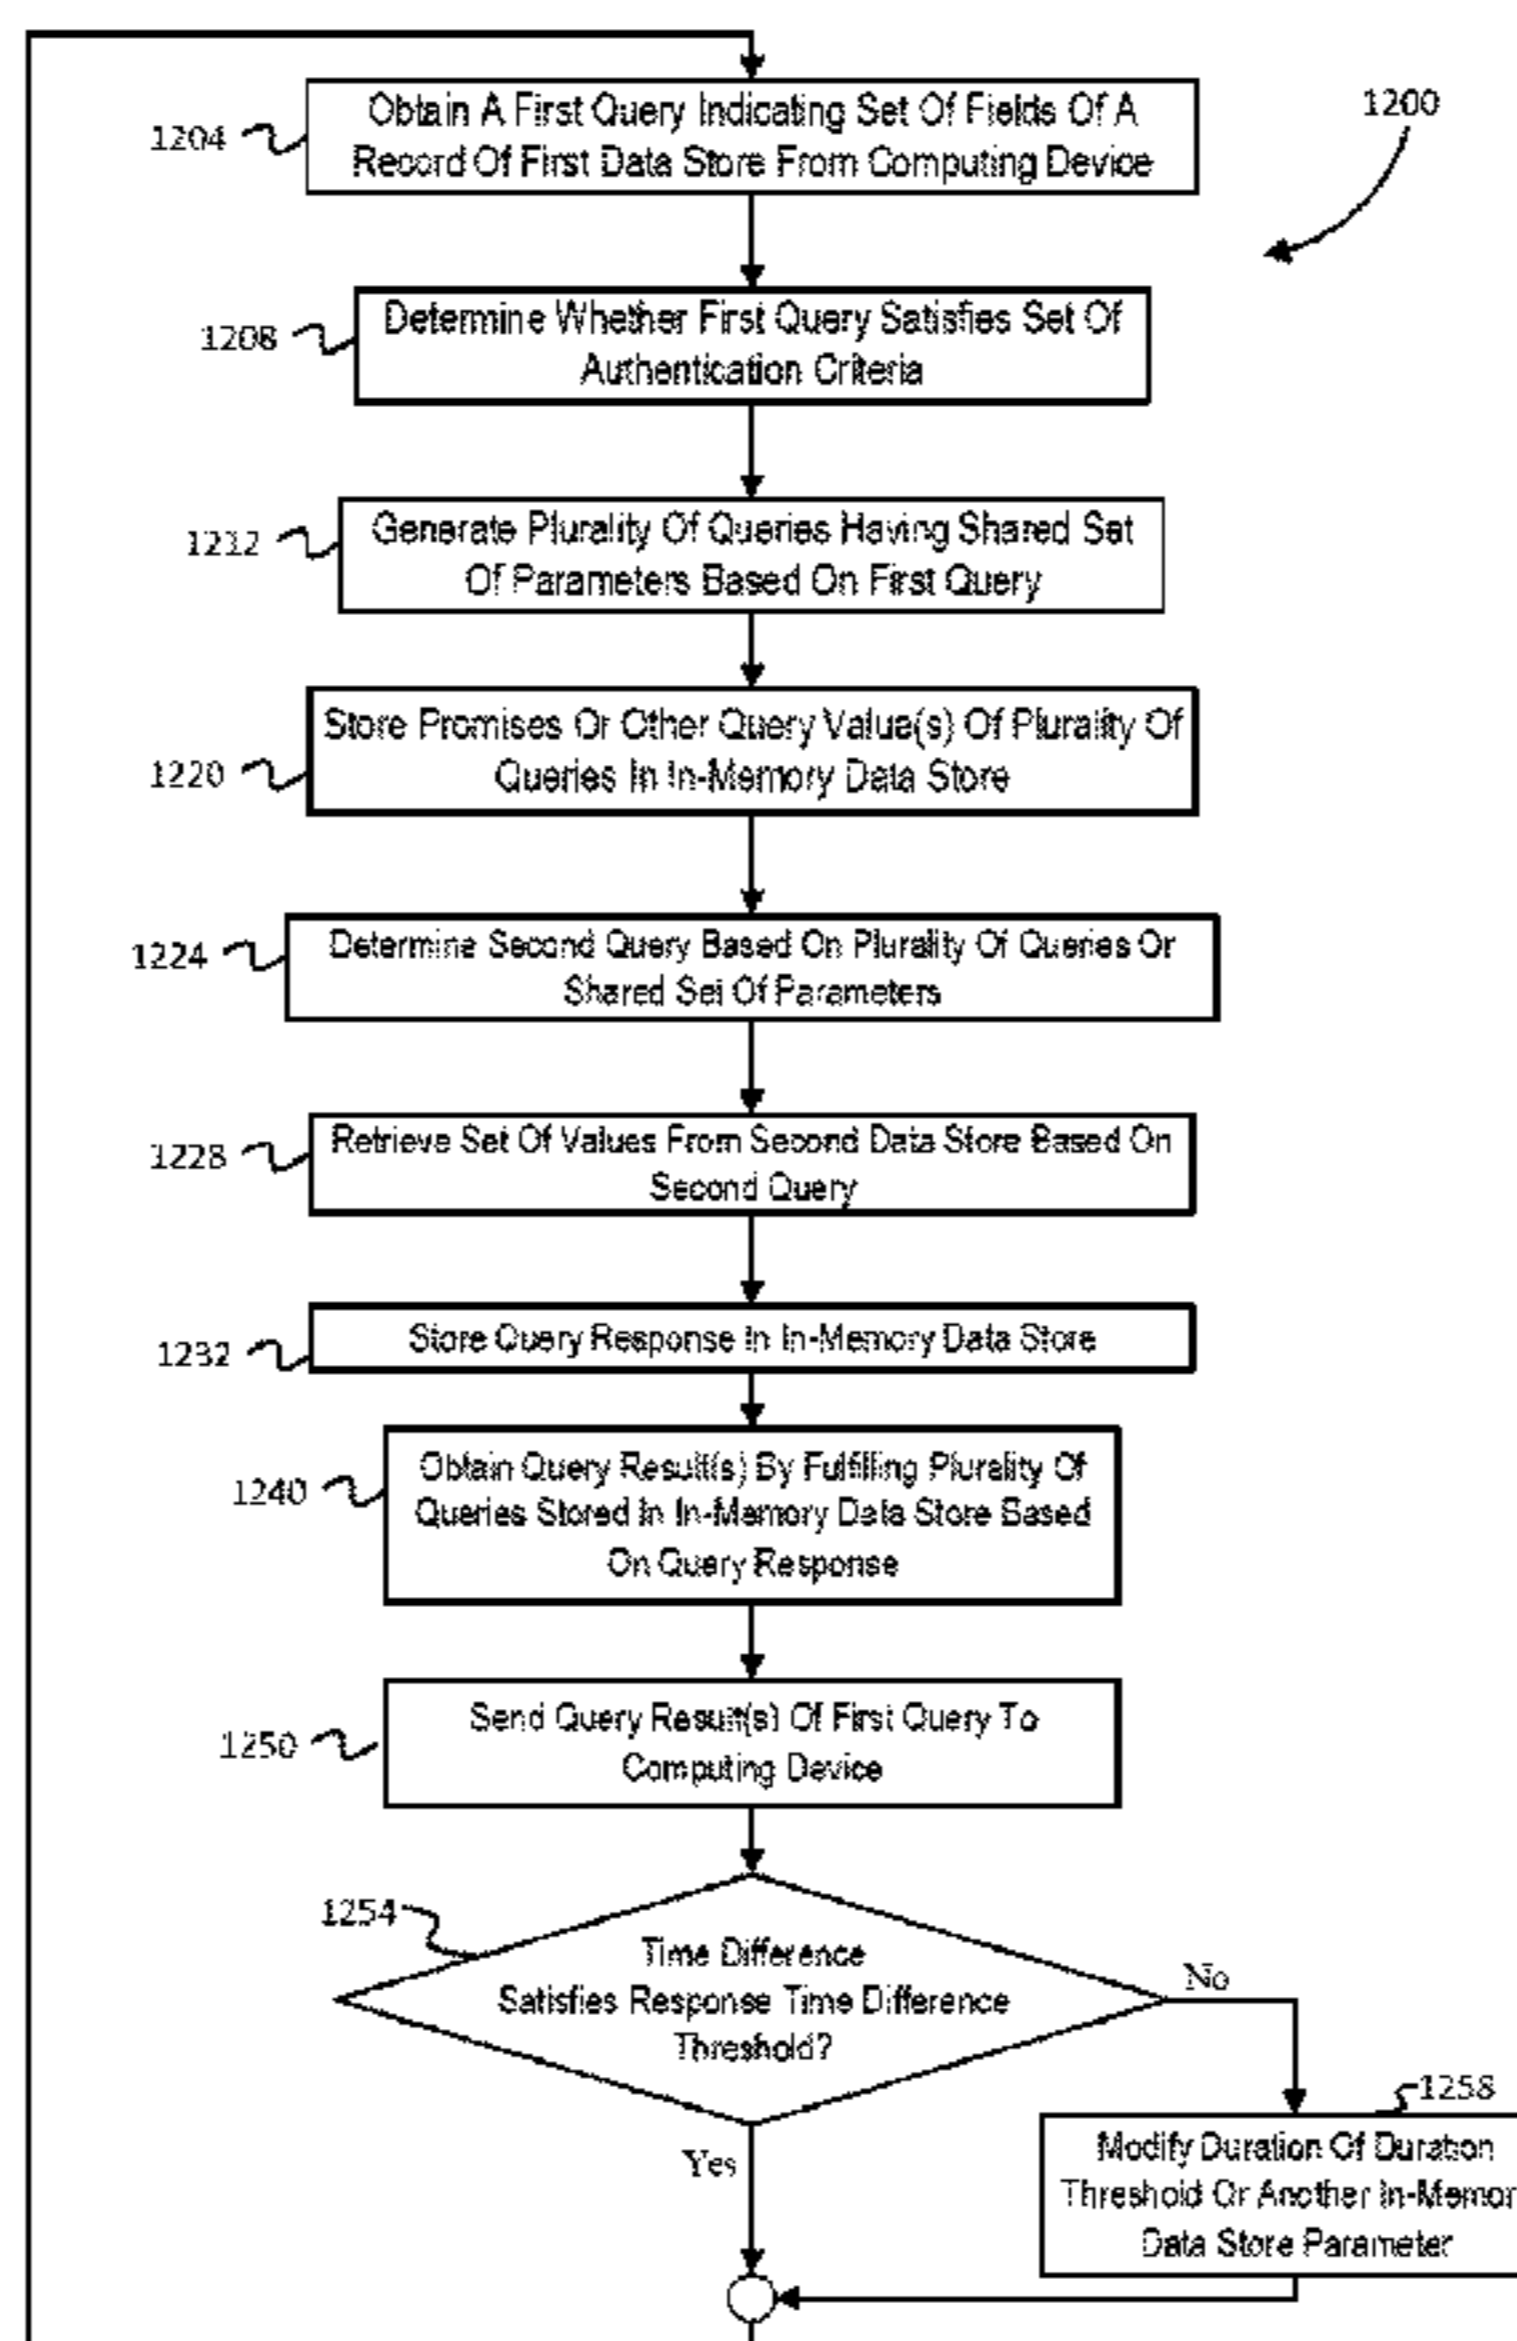 1200
1204
Obtain A First Query Indicating Set Of Fields Of A
Record Of First Data Store From Computing Device
1208
Determine Whether First Query Satisfies Set Of
Authentication Criteria
1212
Generate Plurality Of Queries Having Shared Set
Of Parameters Based On First Query
1220
Store Promises Or Other Query Value(s) Of Plurality Of
Queries In In-Memory Data Store
1224
Determine Second Query Based On Plurality Of Queries Or
Shared Set Of Parameters
1228
Retrieve Set Of Values From Second Data Store Based On
Second Query
1232
Store Query Response In In-Memory Data Store
1240
Obtain Query Result(s) By Fulfilling Plurality Of
Queries Stored In In-Memory Data Store Based
On Query Response
1250
Send Query Result(s) Of First Query To
Computing Device
1254
Time Difference
Satisfies Response Time Difference
Threshold?
No
Yes
1258
Modify Duration Of Duration
Threshold Or Another In-Memor
Data Store Parameter